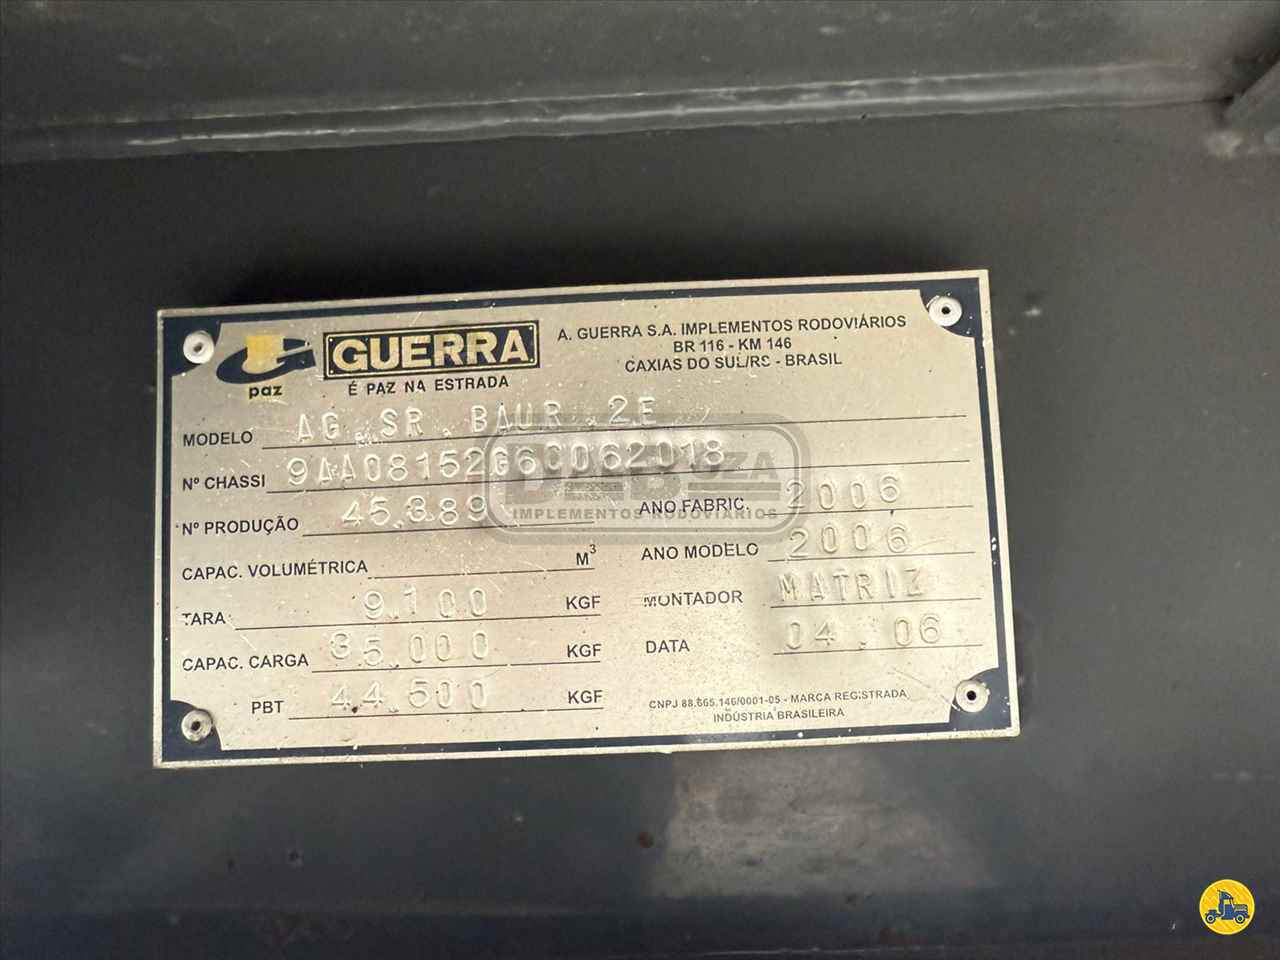 paz
GUERRA
É PAZ NA ESTRADA
A. GUERRA S.A. IMPLEMENTOS RODOVIÁRIOS
BR 116 - KM 146
CAXIAS DO SUL/RS - BRASIL
MODELO AG.SR.BAUR.2E
Nº CHASSI 9AA08152G6C062018
Nº PRODUÇÃO 45.389
ANO FABRIC. 2006
CAPAC. VOLUMÉTRICA M³
ANO MODELO 2006
TARA 9.100 KGF
MONTADOR MATRIZ
CAPAC. CARGA 35.000 KGF
DATA 04.06
PBT 44.500 KGF
CNPJ 88.665.146/0001-05 - MARCA REGISTRADA
INDÚSTRIA BRASILEIRA
IMPLEMENTOS RODOVIÁRIOS